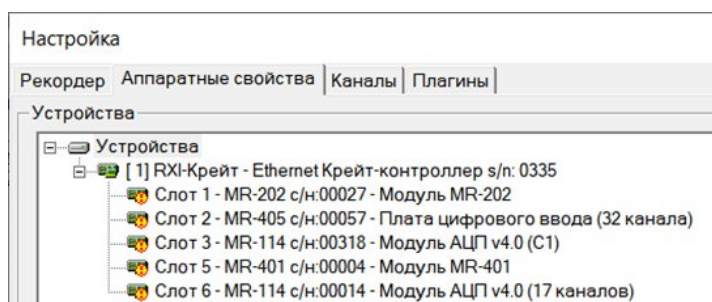 Настройка
Рекордер Аппаратные свойства Каналы Плагины
Устройства
Устройства
[ 1] RXI-Крейт - Ethernet Крейт-контроллер s/n: 0335
Слот 1 - MR-202 с/н:00027 - Модуль MR-202
Слот 2 - MR-405 с/н:00057 - Плата цифрового ввода (32 канала)
Слот 3 - MR-114 с/н:00318 - Модуль АЦП v4.0 (C1)
Слот 5 - MR-401 с/н:00004 - Модуль MR-401
Слот 6 - MR-114 с/н:00014 - Модуль АЦП v4.0 (17 каналов)